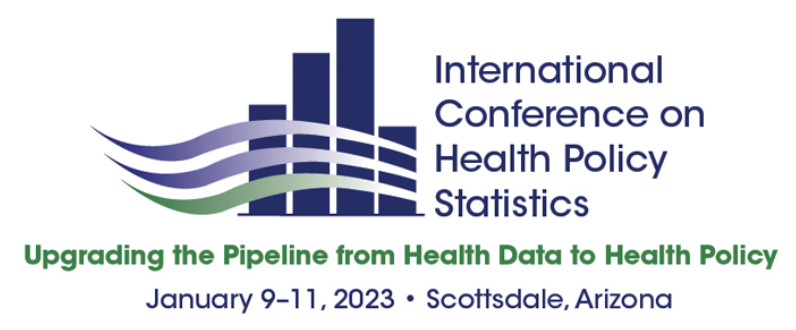 International
Conference on
Health Policy
Statistics
Upgrading the Pipeline from Health Data to Health Policy
January 9–11, 2023 • Scottsdale, Arizona